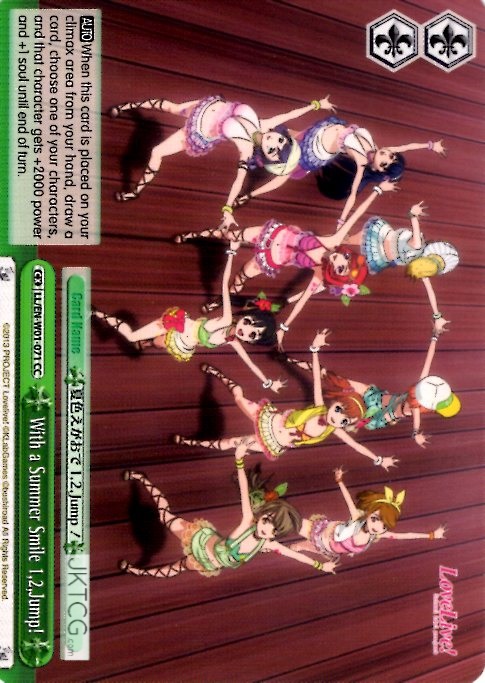 [AUTO] When this card is placed on your
climax area from your hand, draw a
card, choose one of your characters,
and that character gets +2000 power
and +1 soul until end of turn.
LoveLive!
Card Name
夏色えがおで1,2,Jump!
JKTCG.com
CX LL/EN-W01-071 CC
With a Summer Smile 1,2,Jump!
©2013 PROJECT Lovelive! ©KLabGames ©bushiroad All Rights Reserved.